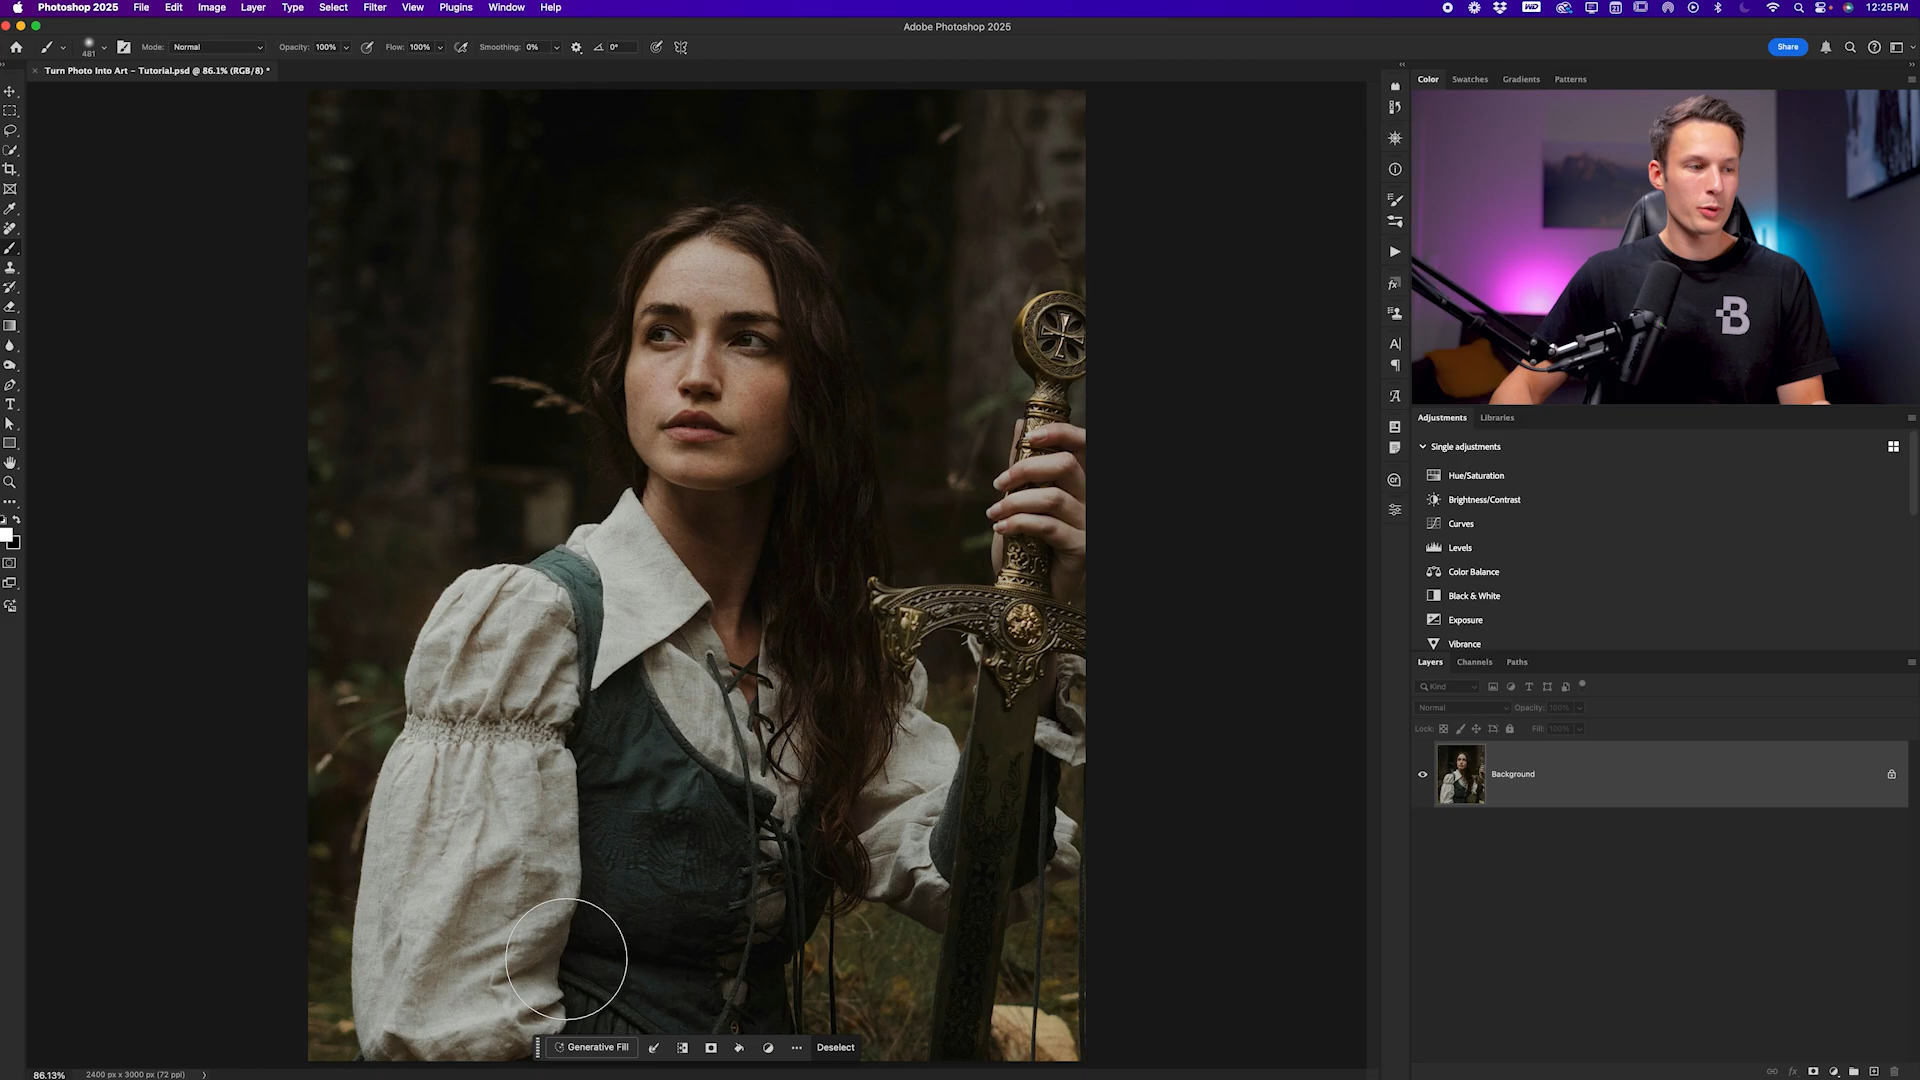 Photoshop 2025 File Edit Image Layer Type Select Filter View Plugins Window Help 12:25PM
Adobe Photoshop 2025
481 Mode: Normal Opacity: 100% Flow: 100% Smoothing: 0% 0° Share
Turn Photo Into Art – Tutorial.psd @ 86.1% (RGB/8) *
Color Swatches Gradients Patterns
B
Adjustments Libraries
Single adjustments
Hue/Saturation
Brightness/Contrast
Curves
Levels
Color Balance
Black & White
Exposure
Vibrance
Layers Channels Paths
Kind
Normal Opacity: 100%
Lock: Fill: 100%
Background
Generative Fill Deselect
86.13% 2400 px x 3000 px (72 ppi)